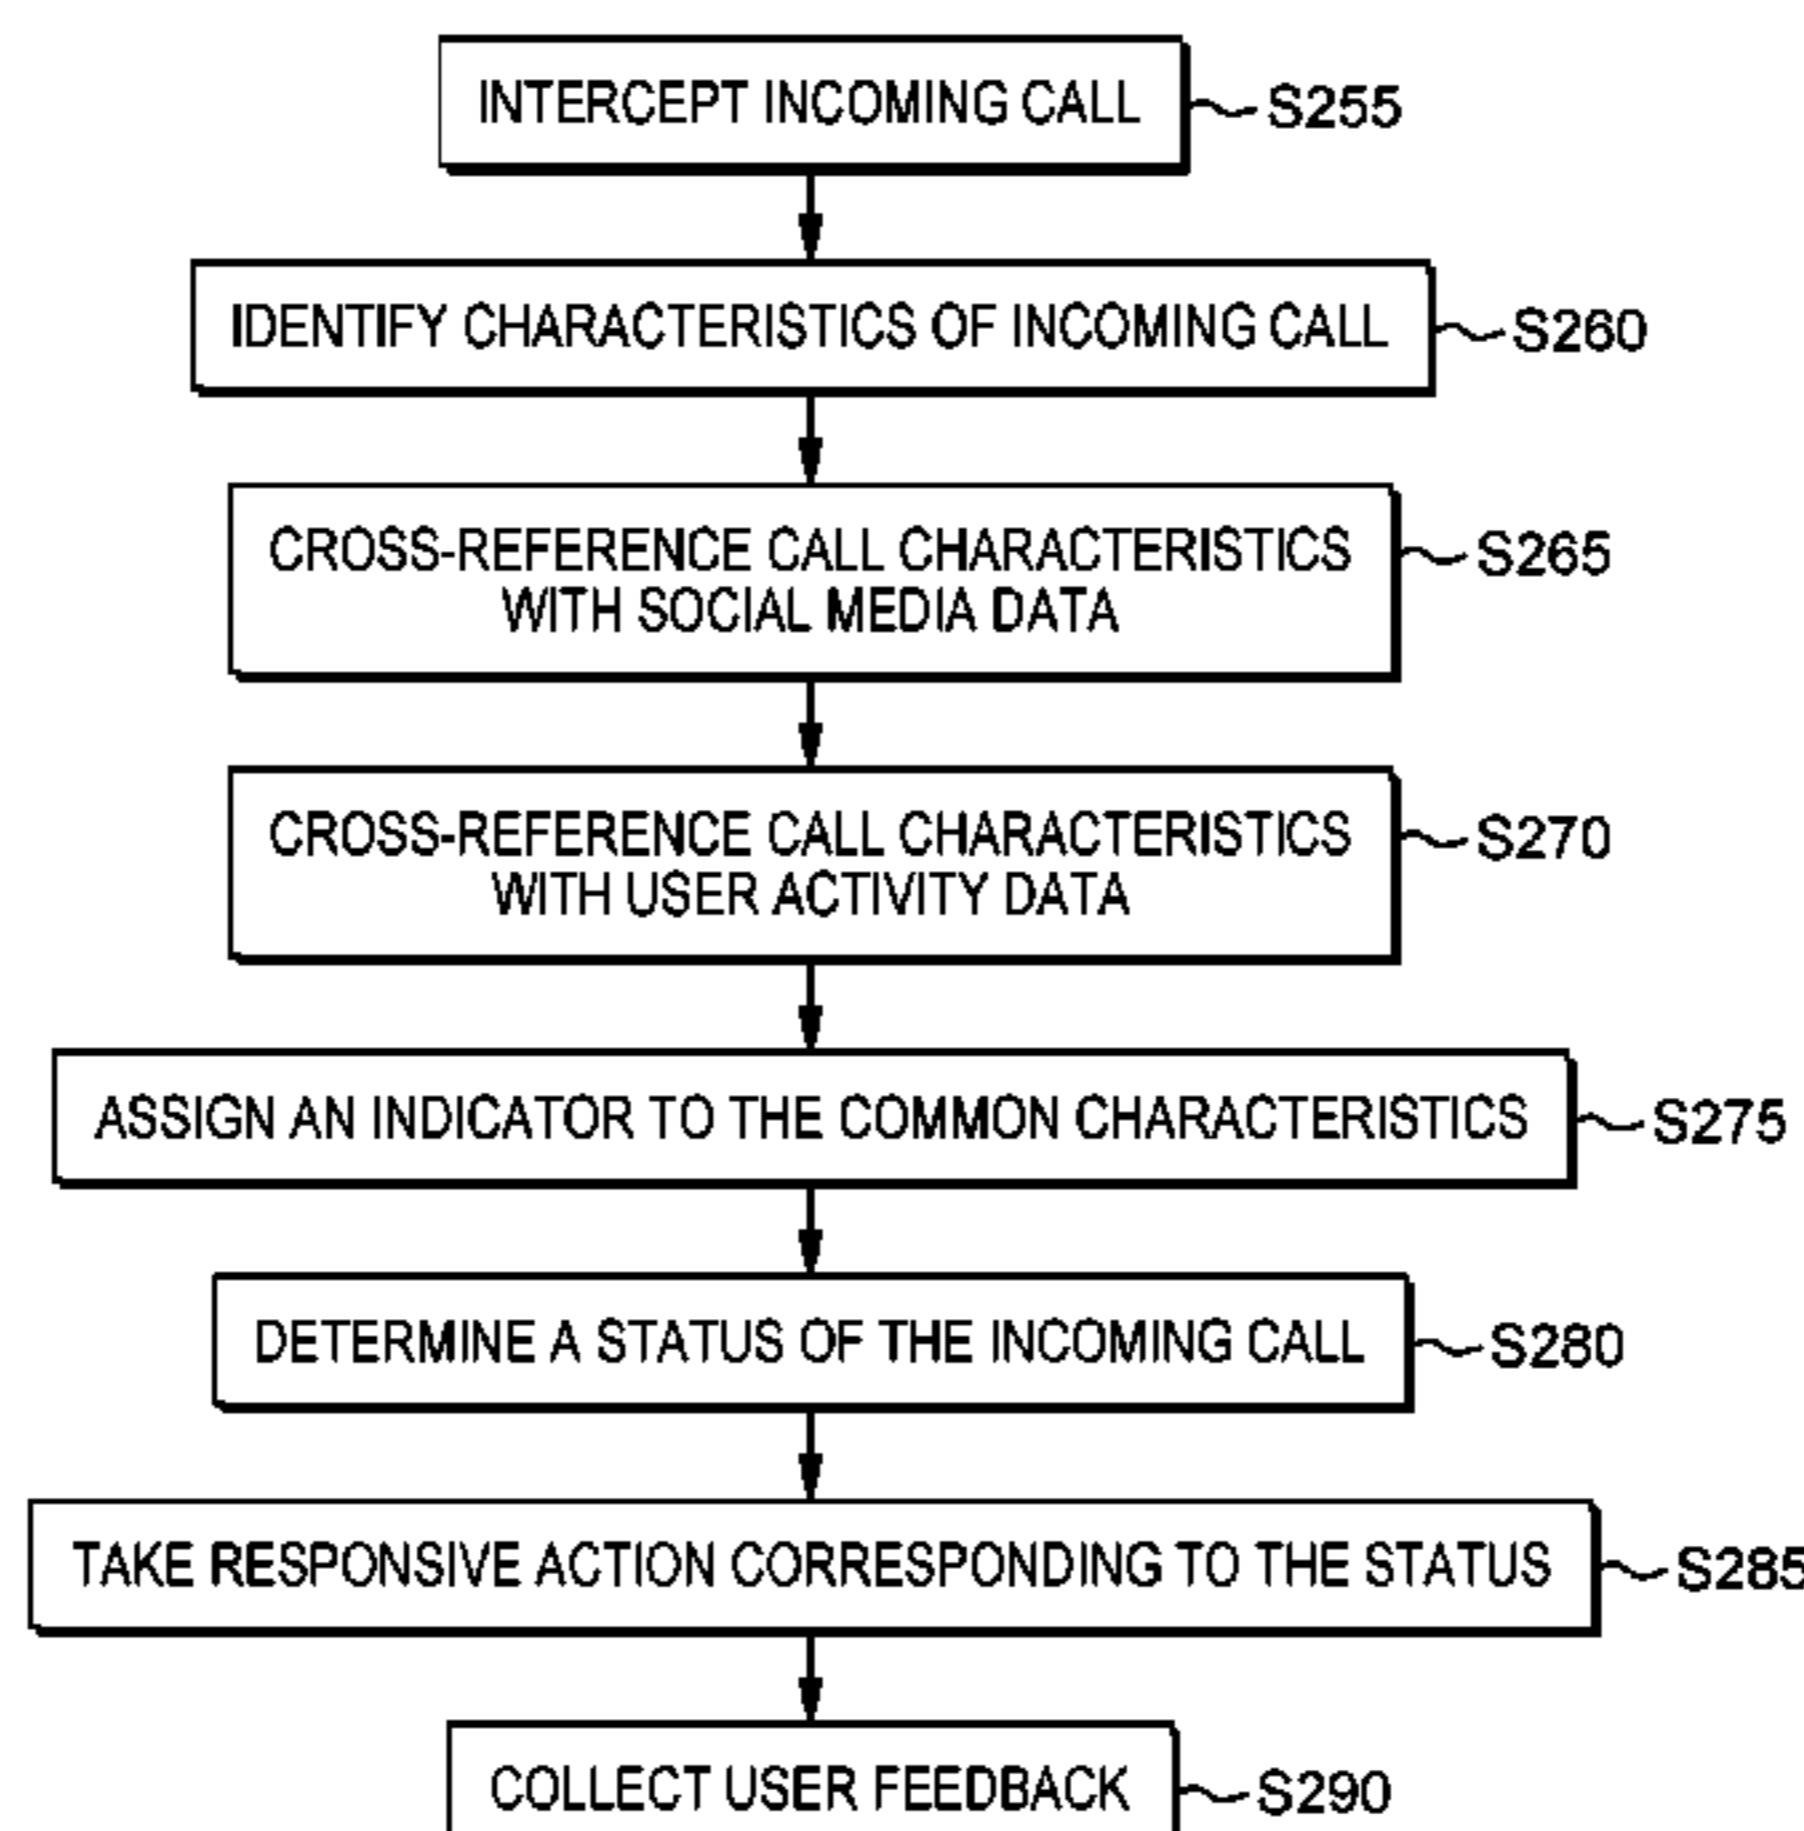 INTERCEPT INCOMING CALL
S255
IDENTIFY CHARACTERISTICS OF INCOMING CALL
S260
CROSS-REFERENCE CALL CHARACTERISTICS
WITH SOCIAL MEDIA DATA
S265
CROSS-REFERENCE CALL CHARACTERISTICS
WITH USER ACTIVITY DATA
S270
ASSIGN AN INDICATOR TO THE COMMON CHARACTERISTICS
S275
DETERMINE A STATUS OF THE INCOMING CALL
S280
TAKE RESPONSIVE ACTION CORRESPONDING TO THE STATUS
S285
COLLECT USER FEEDBACK
S290